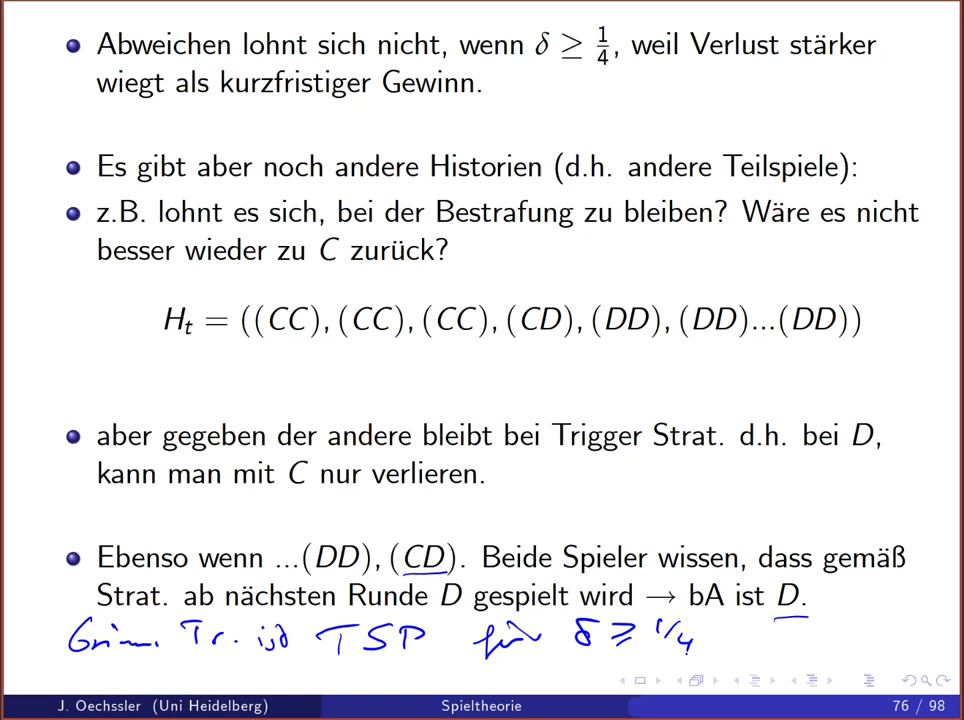 Abweichen lohnt sich nicht, wenn δ ≥ 1/4, weil Verlust stärker
wiegt als kurzfristiger Gewinn.
Es gibt aber noch andere Historien (d.h. andere Teilspiele):
z.B. lohnt es sich, bei der Bestrafung zu bleiben? Wäre es nicht
besser wieder zu C zurück?
H_t = ((CC), (CC), (CC), (CD), (DD), (DD)...(DD))
aber gegeben der andere bleibt bei Trigger Strat. d.h. bei D,
kann man mit C nur verlieren.
Ebenso wenn ...(DD), (CD). Beide Spieler wissen, dass gemäß
Strat. ab nächsten Runde D gespielt wird → bA ist D.
Grim. Tr. ist TSP für δ ≥ 1/4
J. Oechssler (Uni Heidelberg) Spieltheorie 76 / 98